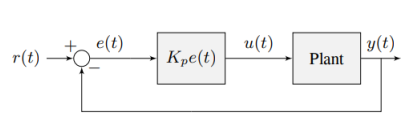 r(t) + − e(t) K_p e(t) u(t) Plant y(t)